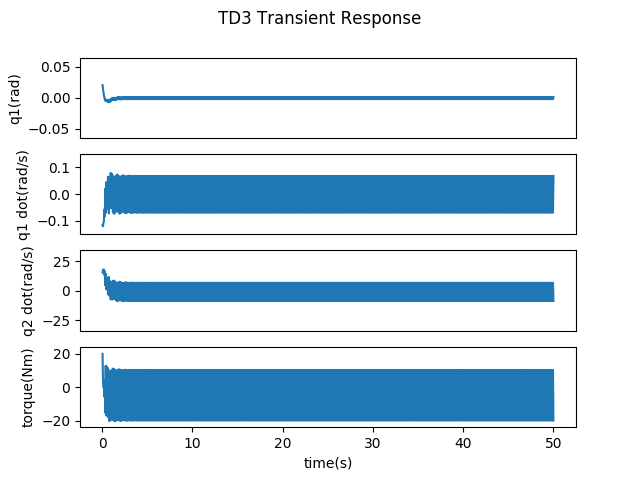 TD3 Transient Response
0.05
0.00
−0.05
q1(rad)
0.1
0.0
−0.1
q1 dot(rad/s)
25
0
−25
q2 dot(rad/s)
20
0
−20
torque(Nm)
0 10 20 30 40 50
time(s)